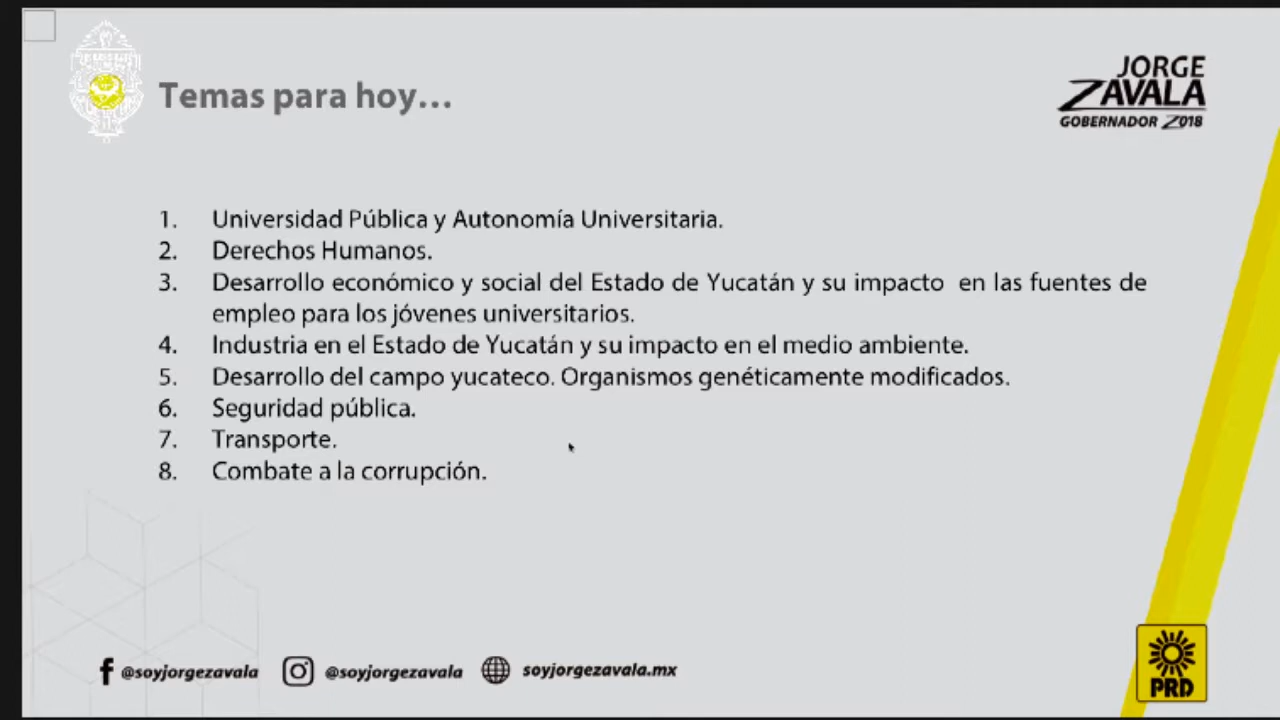 Temas para hoy...
JORGE
ZAVALA
GOBERNADOR 2018
1. Universidad Pública y Autonomía Universitaria.
2. Derechos Humanos.
3. Desarrollo económico y social del Estado de Yucatán y su impacto en las fuentes de
empleo para los jóvenes universitarios.
4. Industria en el Estado de Yucatán y su impacto en el medio ambiente.
5. Desarrollo del campo yucateco. Organismos genéticamente modificados.
6. Seguridad pública.
7. Transporte.
8. Combate a la corrupción.
@soyjorgezavala @soyjorgezavala soyjorgezavala.mx
PRD